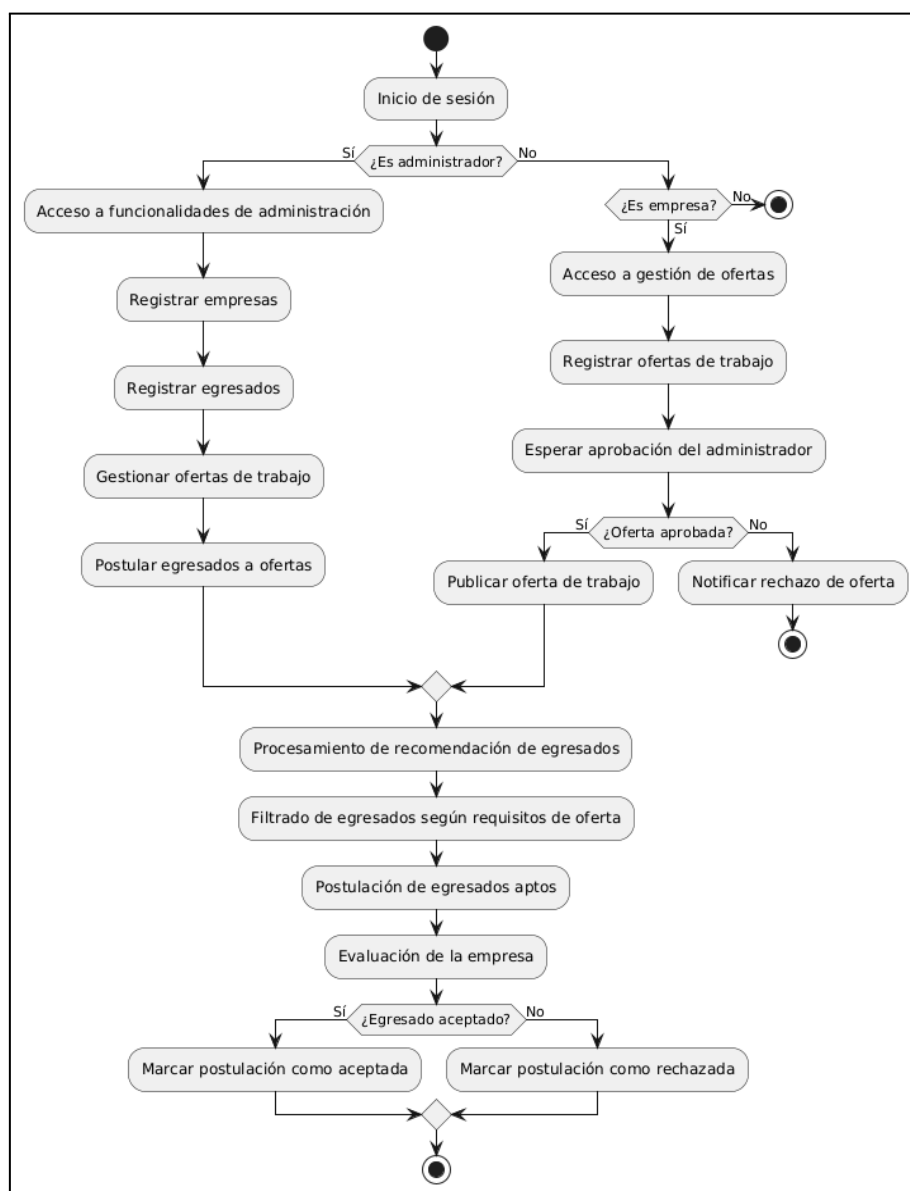 Inicio de sesión
¿Es administrador?
Sí
No
Acceso a funcionalidades de administración
Registrar empresas
Registrar egresados
Gestionar ofertas de trabajo
Postular egresados a ofertas
¿Es empresa?
No
Sí
Acceso a gestión de ofertas
Registrar ofertas de trabajo
Esperar aprobación del administrador
¿Oferta aprobada?
Sí
No
Publicar oferta de trabajo
Notificar rechazo de oferta
Procesamiento de recomendación de egresados
Filtrado de egresados según requisitos de oferta
Postulación de egresados aptos
Evaluación de la empresa
¿Egresado aceptado?
Sí
No
Marcar postulación como aceptada
Marcar postulación como rechazada